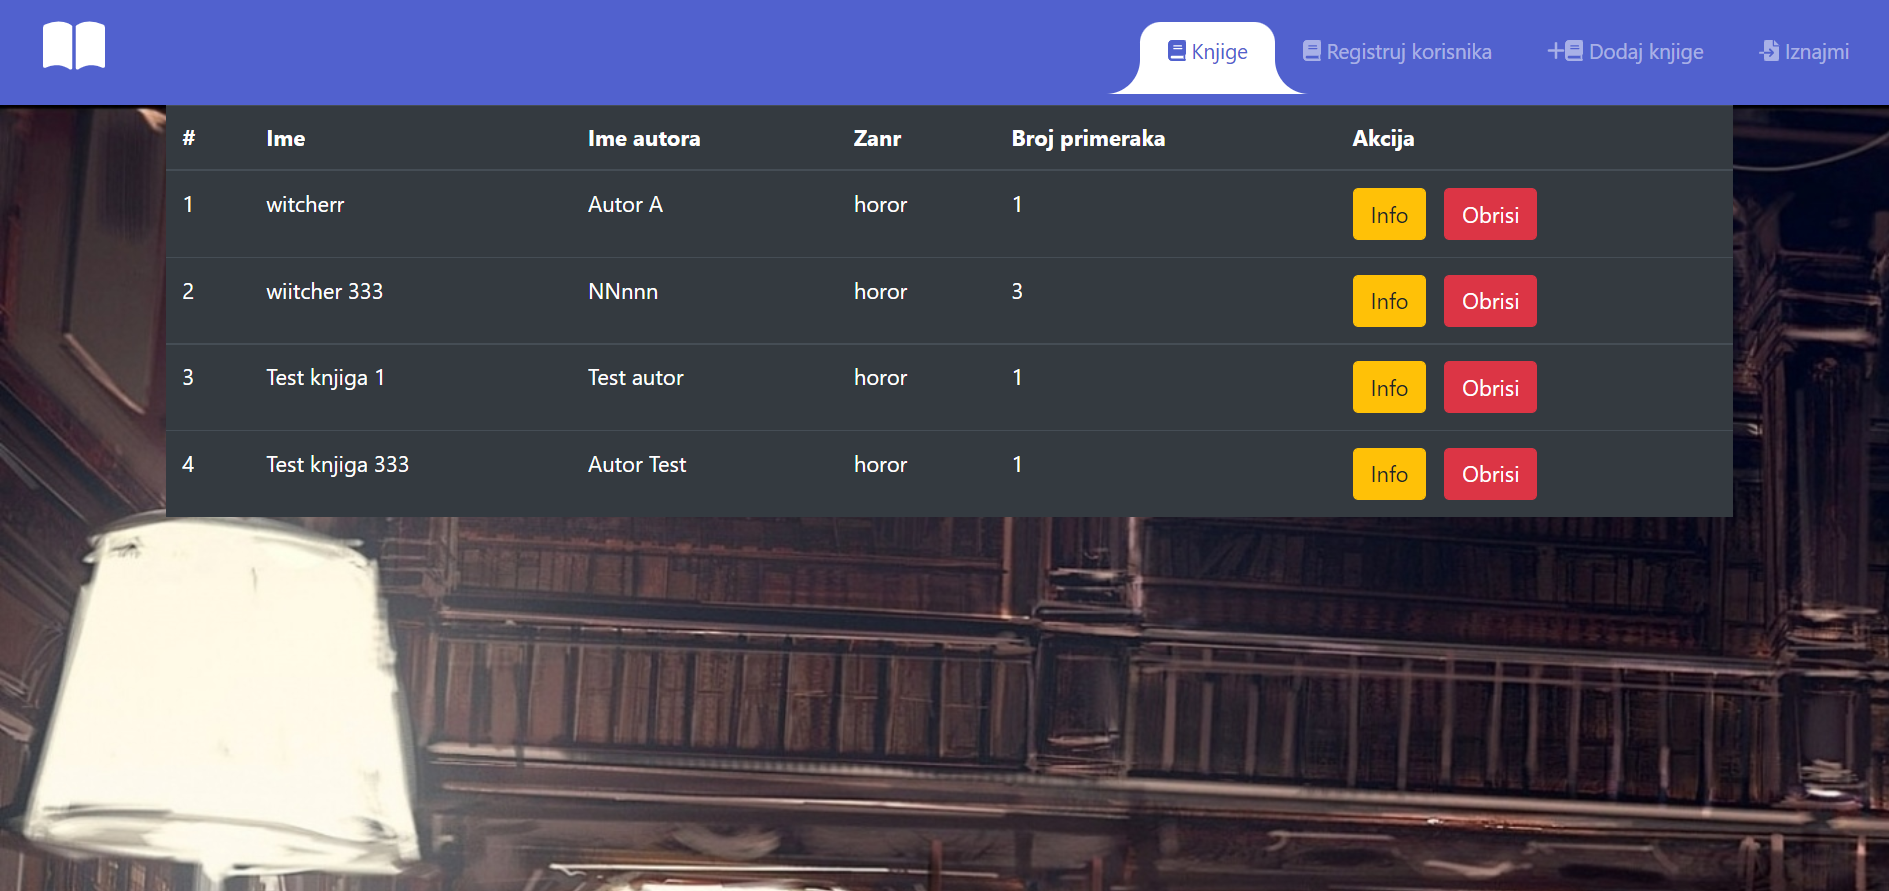 Knjige Registruj korisnika Dodaj knjige Iznajmi
# Ime Ime autora Zanr Broj primeraka Akcija
1 witcherr Autor A horor 1 Info Obrisi
2 wiitcher 333 NNnnn horor 3 Info Obrisi
3 Test knjiga 1 Test autor horor 1 Info Obrisi
4 Test knjiga 333 Autor Test horor 1 Info Obrisi